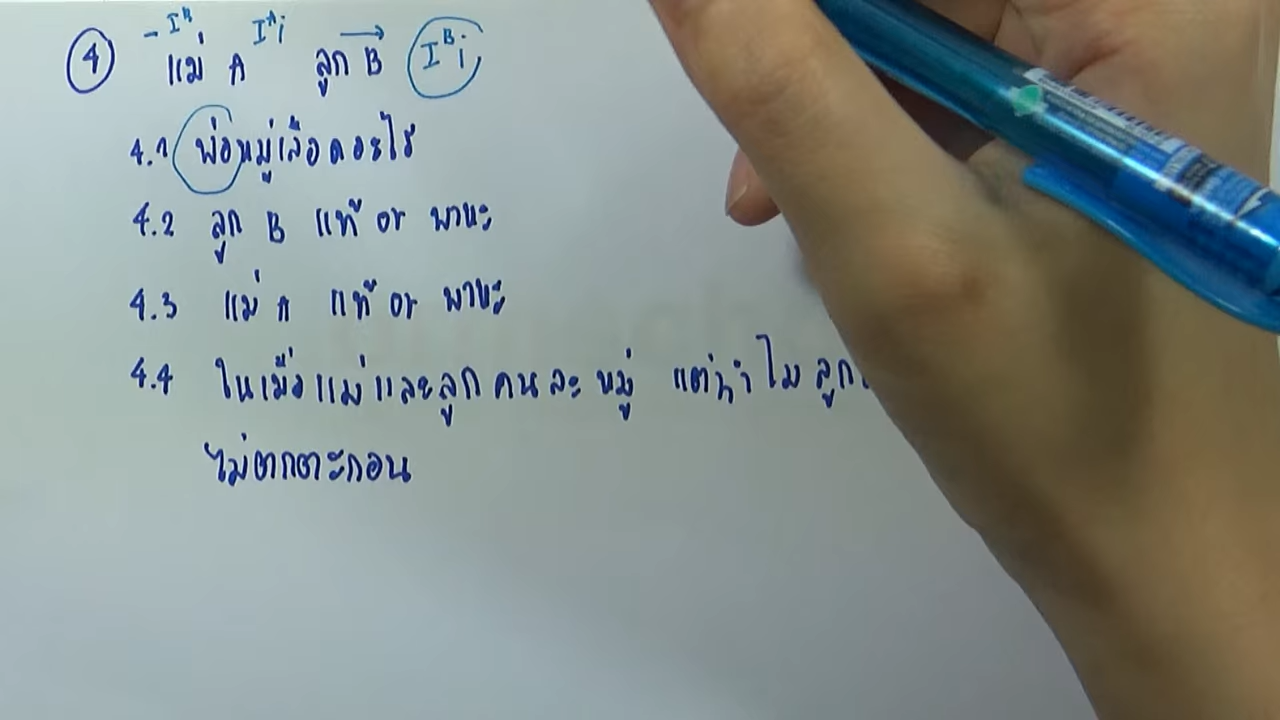 - Iᴮ Iᴬi
④ แม่ A ลูก B Iᴮi
4.1 พ่อหมู่เลือดอะไร
4.2 ลูก B แท้ or พาหะ
4.3 แม่ A แท้ or พาหะ
4.4 ในเมื่อแม่และลูกคนละหมู่ แต่ทำไมลูก
ไม่ตกตะกอน